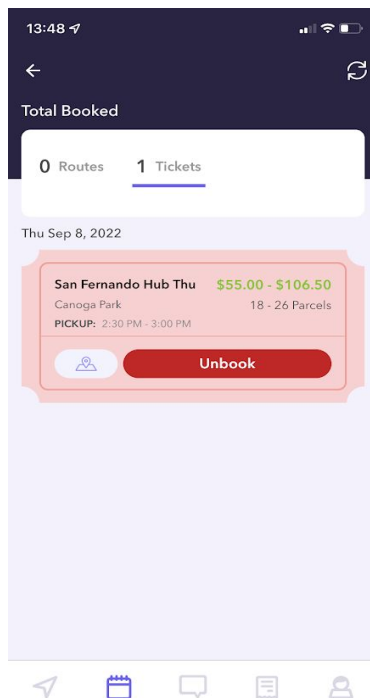 13:48
Total Booked
0 Routes 1 Tickets
Thu Sep 8, 2022
San Fernando Hub Thu $55.00 - $106.50
Canoga Park 18 - 26 Parcels
PICKUP: 2:30 PM - 3:00 PM
Unbook